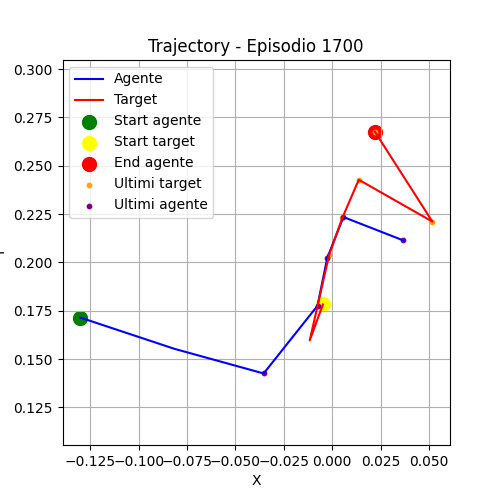 Trajectory - Episodio 1700
Agente
Target
Start agente
Start target
End agente
Ultimi target
Ultimi agente
0.300
0.275
0.250
0.225
0.200
0.175
0.150
0.125
−0.125 −0.100 −0.075 −0.050 −0.025 0.000 0.025 0.050
X